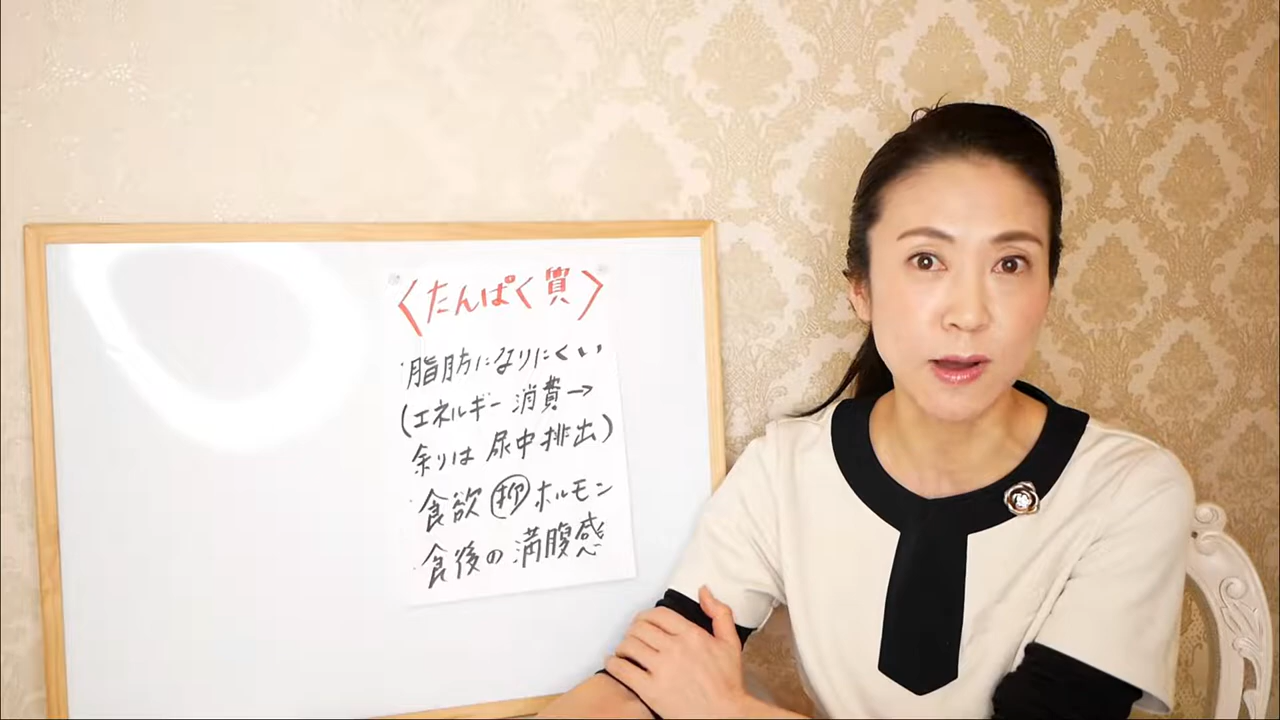 〈たんぱく質〉
・脂肪になりにくい
(エネルギー消費→
余りは尿中排出)
・食欲抑ホルモン
・食後の満腹感